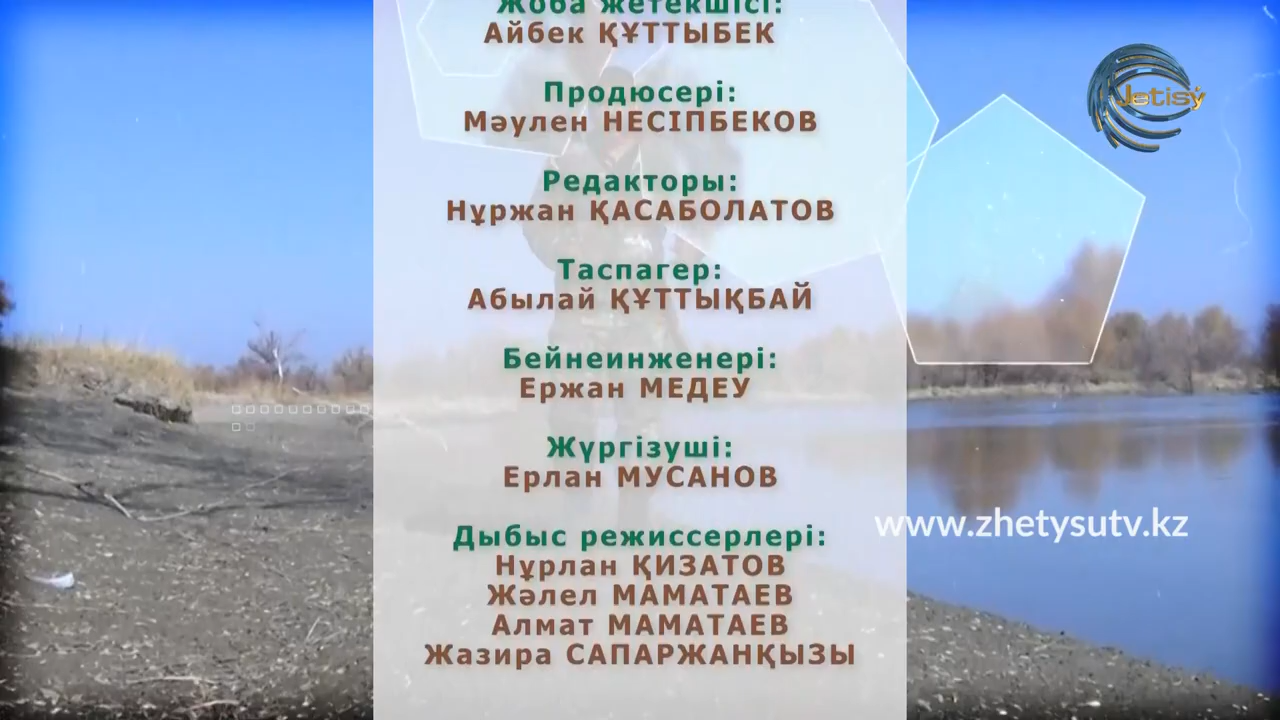 Жоба жетекшісі:
Айбек ҚҰТТЫБЕК
Jetisý
Продюсері:
Мәулен НЕСІПБЕКОВ
Редакторы:
Нұржан ҚАСАБОЛАТОВ
Таспагер:
Абылай ҚҰТТЫҚБАЙ
Бейнеинженері:
Ержан МЕДЕУ
Жүргізуші:
Ерлан МУСАНОВ
www.zhetysutv.kz
Дыбыс режиссерлері:
Нұрлан ҚИЗАТОВ
Жәлел МАМАТАЕВ
Алмат МАМАТАЕВ
Жазира САПАРЖАНҚЫЗЫ